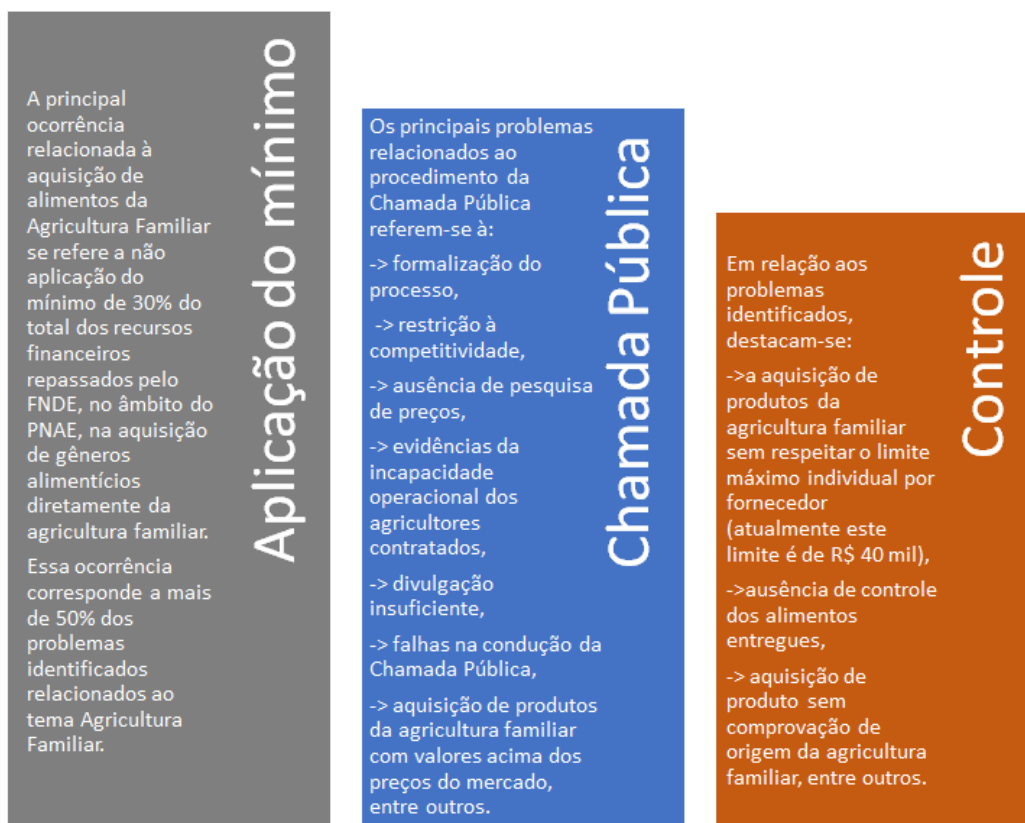 Aplicação do mínimo
A principal
ocorrência
relacionada à
aquisição de
alimentos da
Agricultura Familiar
se refere a não
aplicação do
mínimo de 30% do
total dos recursos
financeiros
repassados pelo
FNDE, no âmbito do
PNAE, na aquisição
de gêneros
alimentícios
diretamente da
agricultura familiar.
Essa ocorrência
corresponde a mais
de 50% dos
problemas
identificados
relacionados ao
tema Agricultura
Familiar.
Chamada Pública
Os principais problemas
relacionados ao
procedimento da
Chamada Pública
referem-se à:
-> formalização do
processo,
-> restrição à
competitividade,
-> ausência de pesquisa
de preços,
-> evidências da
incapacidade
operacional dos
agricultores
contratados,
-> divulgação
insuficiente,
-> falhas na condução da
Chamada Pública,
-> aquisição de produtos
da agricultura familiar
com valores acima dos
preços do mercado,
entre outros.
Controle
Em relação aos
problemas
identificados,
destacam-se:
->a aquisição de
produtos da
agricultura familiar
sem respeitar o limite
máximo individual por
fornecedor
(atualmente este
limite é de R$ 40 mil),
->ausência de controle
dos alimentos
entregues,
-> aquisição de
produto sem
comprovação de
origem da agricultura
familiar, entre outros.